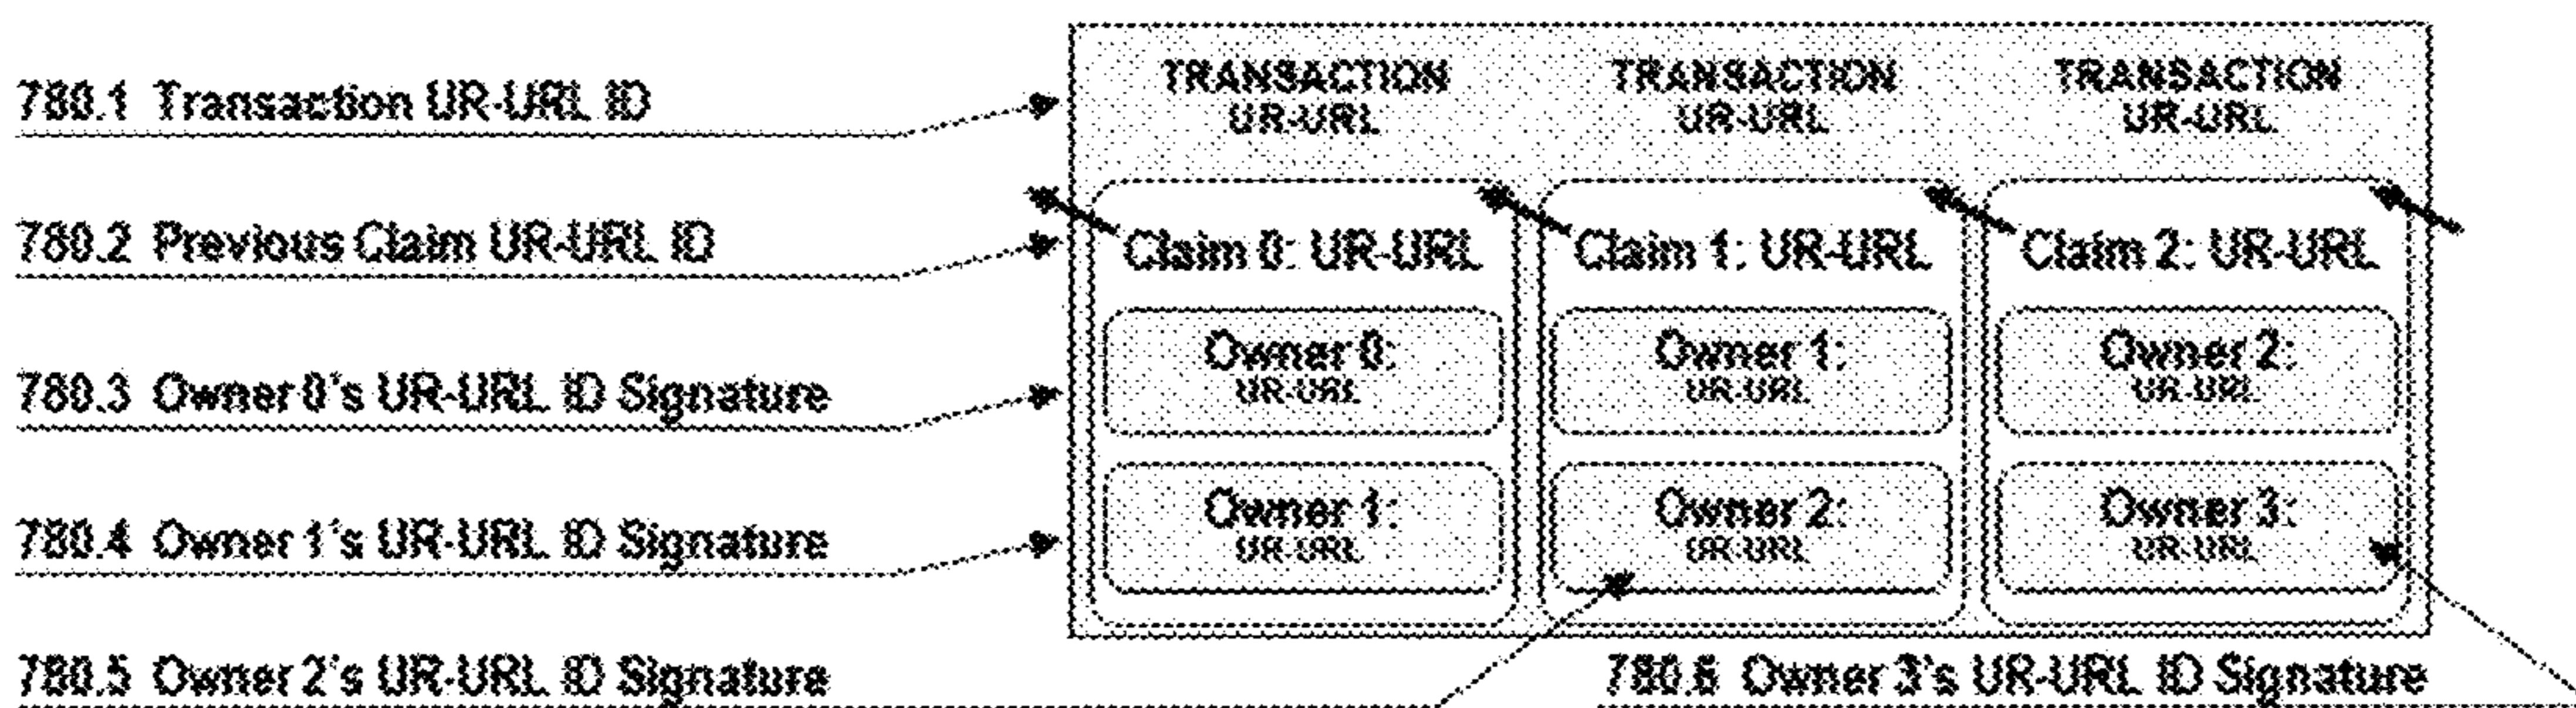 780.1 Transaction UR-URL ID
TRANSACTION TRANSACTION TRANSACTION
UR-URL UR-URL UR-URL
780.2 Previous Claim UR-URL ID
Claim 0: UR-URL Claim 1: UR-URL Claim 2: UR-URL
780.3 Owner 0's UR-URL ID Signature
Owner 0: Owner 1: Owner 2:
UR-URL UR-URL UR-URL
780.4 Owner 1's UR-URL ID Signature
Owner 1: Owner 2: Owner 3:
UR-URL UR-URL UR-URL
780.5 Owner 2's UR-URL ID Signature
780.6 Owner 3's UR-URL ID Signature